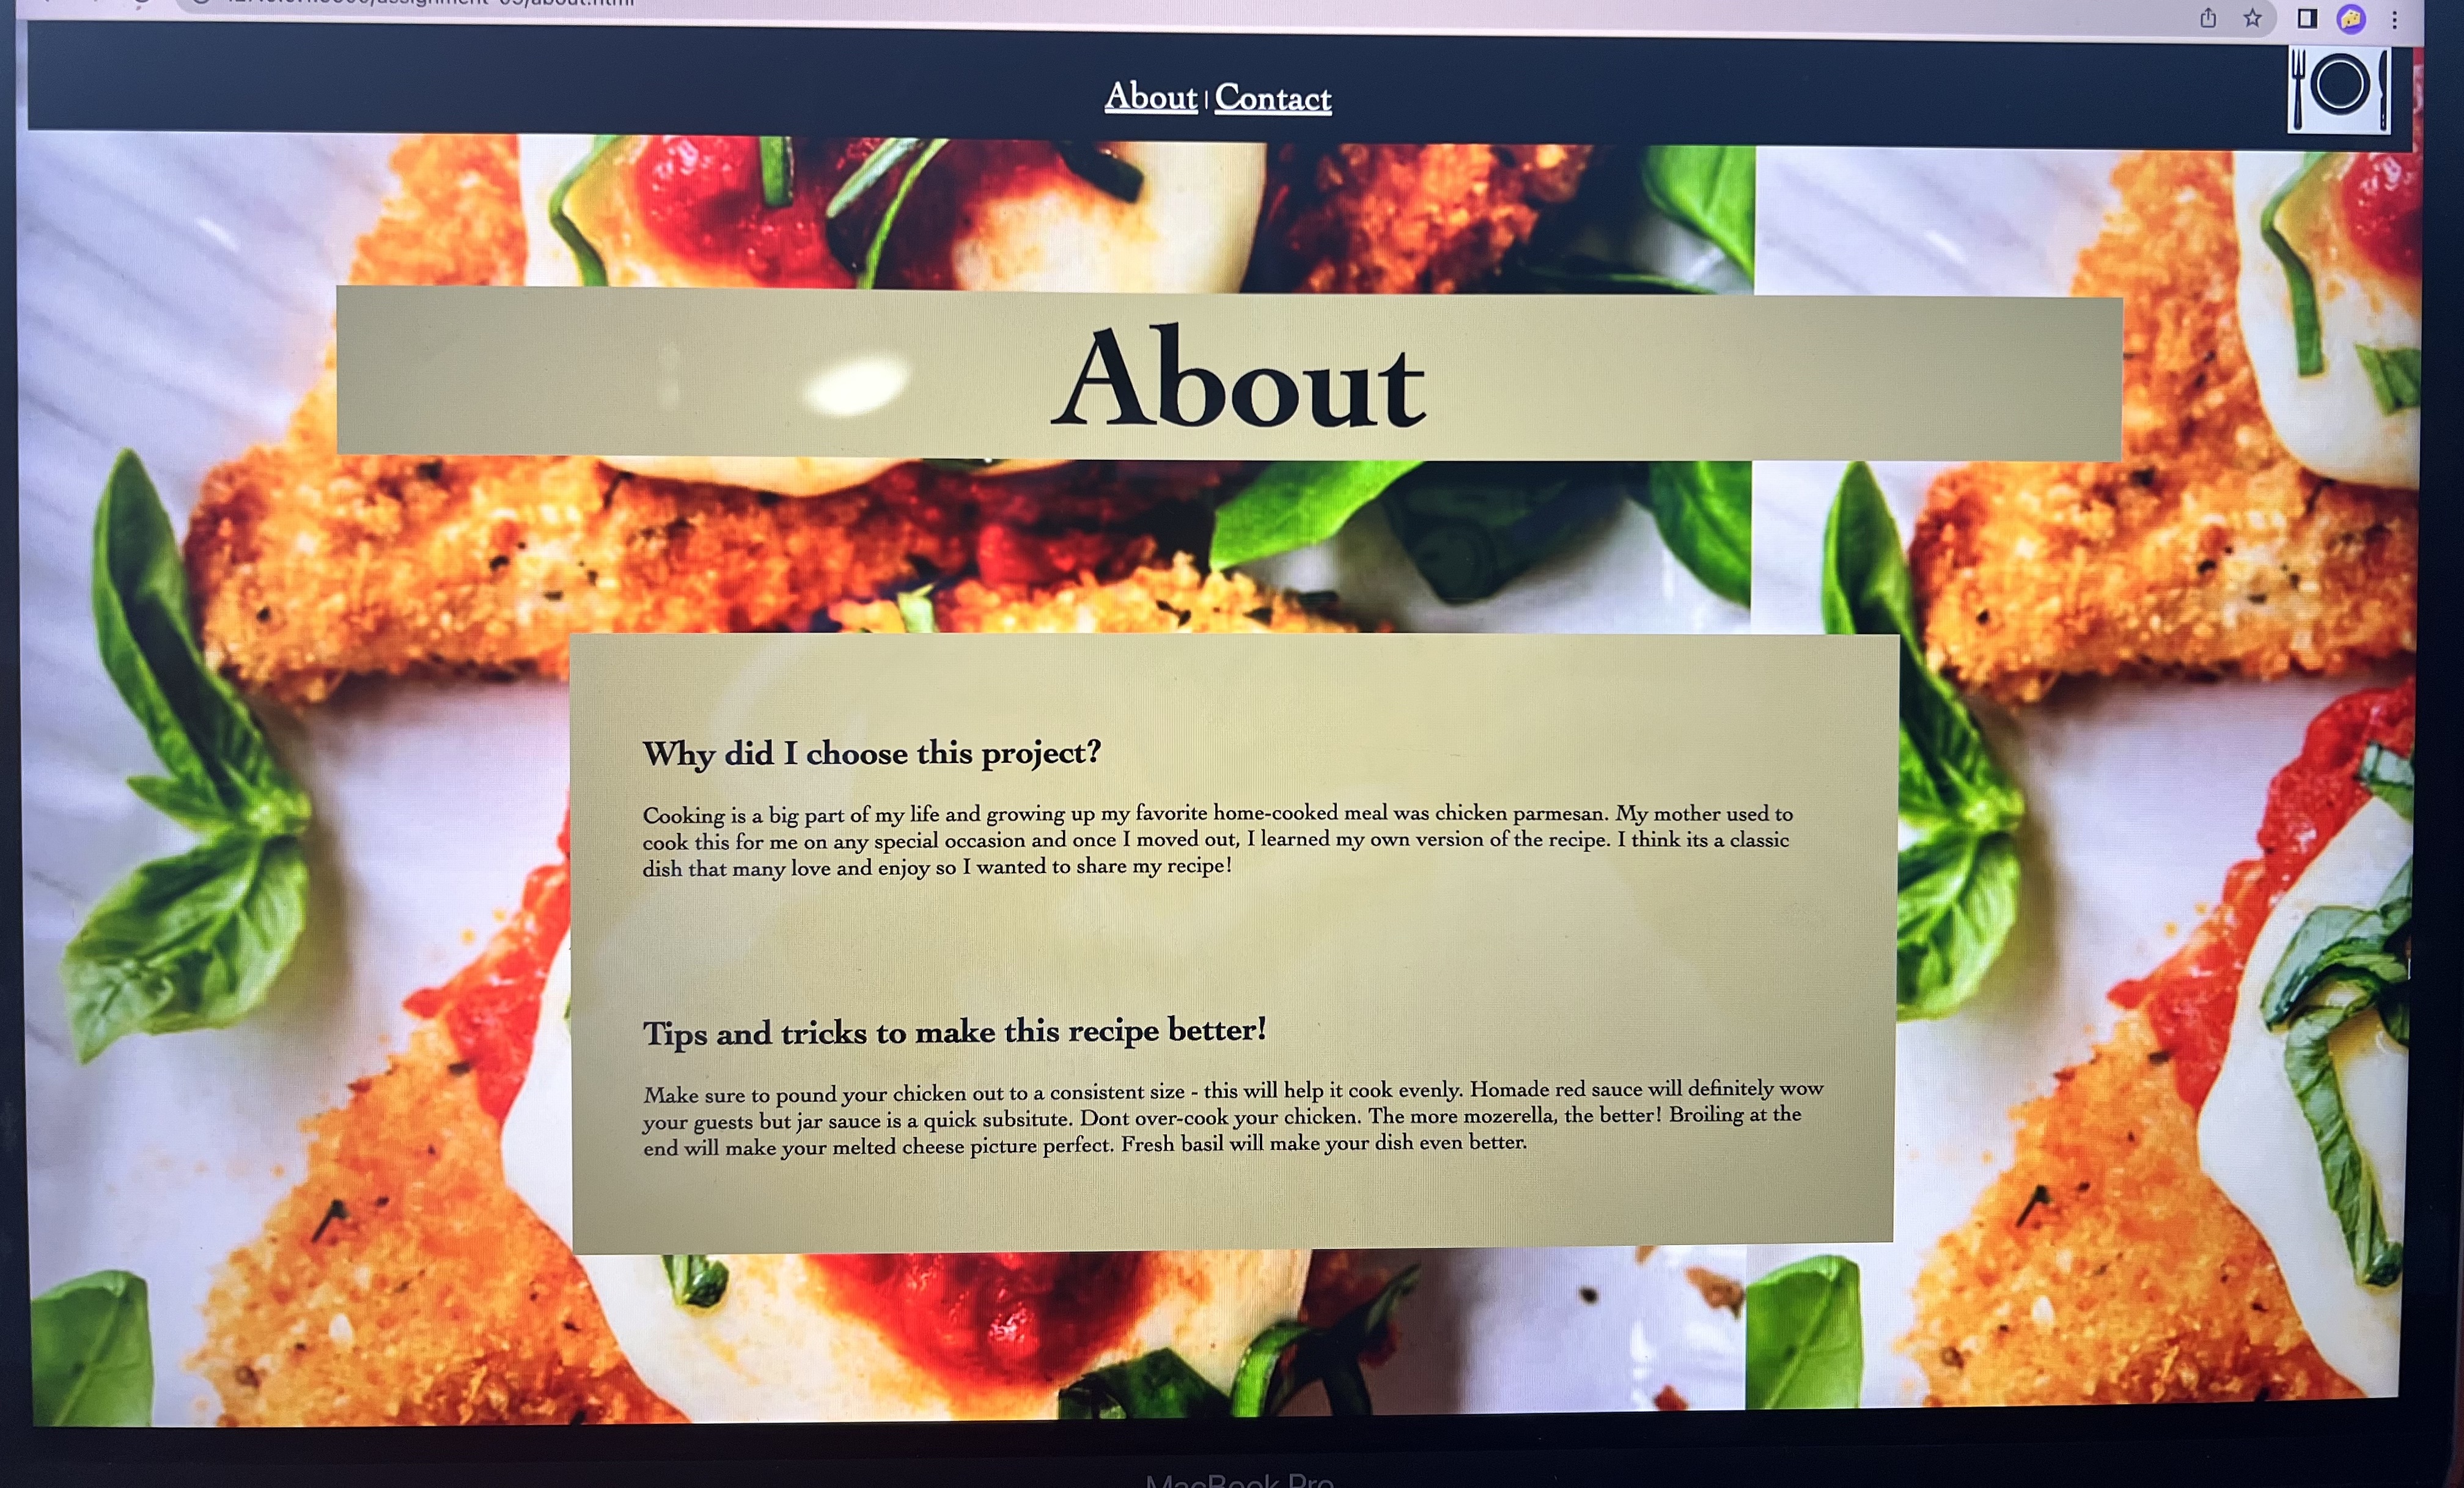 About | Contact
About
Why did I choose this project?
Cooking is a big part of my life and growing up my favorite home-cooked meal was chicken parmesan. My mother used to
cook this for me on any special occasion and once I moved out, I learned my own version of the recipe. I think its a classic
dish that many love and enjoy so I wanted to share my recipe!
Tips and tricks to make this recipe better!
Make sure to pound your chicken out to a consistent size - this will help it cook evenly. Homade red sauce will definitely wow
your guests but jar sauce is a quick subsitute. Dont over-cook your chicken. The more mozerella, the better! Broiling at the
end will make your melted cheese picture perfect. Fresh basil will make your dish even better.
MacBook Pro